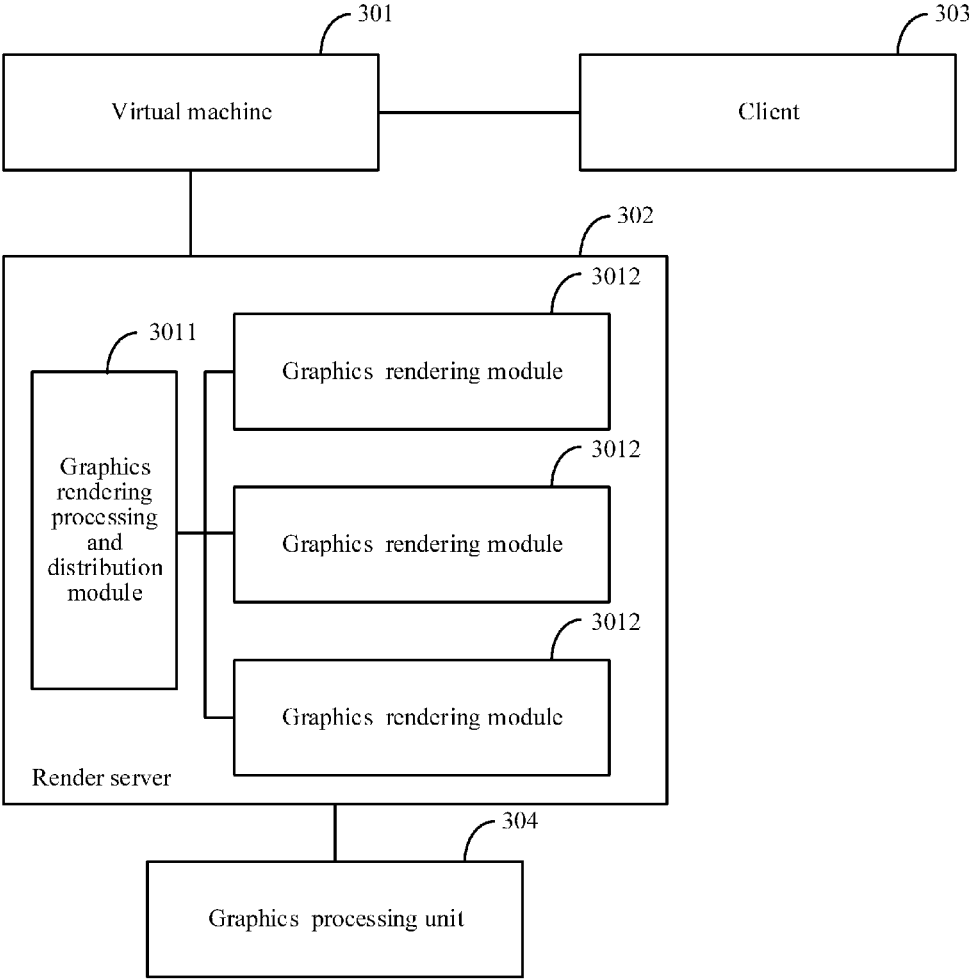 301
303
Virtual machine
Client
302
3012
3011
Graphics rendering module
3012
Graphics
rendering
processing
and
distribution
module
Graphics rendering module
3012
Graphics rendering module
Render server
304
Graphics processing unit